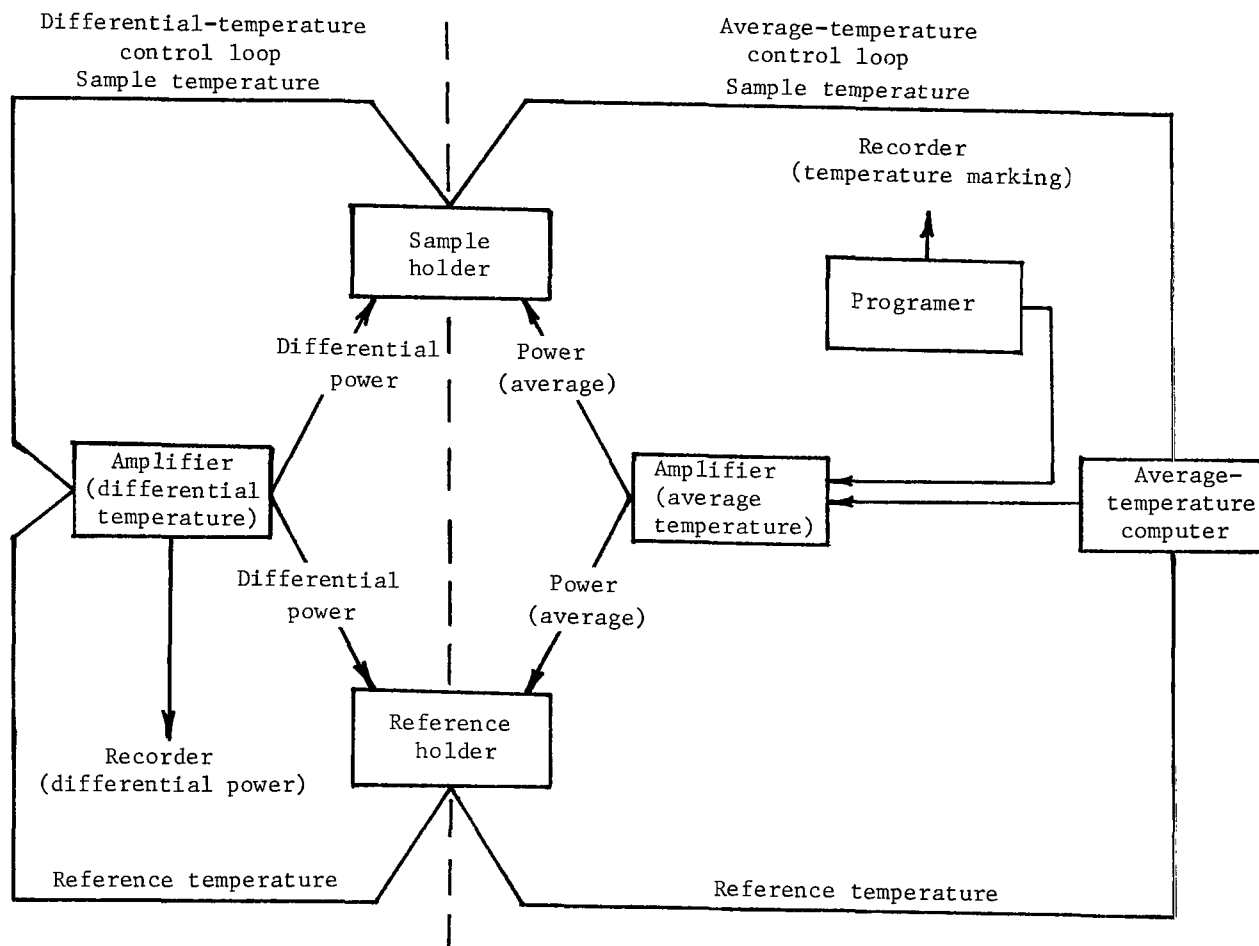 Differential-temperature
control loop
Sample temperature
Average-temperature
control loop
Sample temperature
Recorder
(temperature marking)
Sample
holder
Programer
Differential
power
Power
(average)
Amplifier
(differential
temperature)
Amplifier
(average
temperature)
Average-
temperature
computer
Differential
power
Power
(average)
Reference
holder
Recorder
(differential power)
Reference temperature
Reference temperature